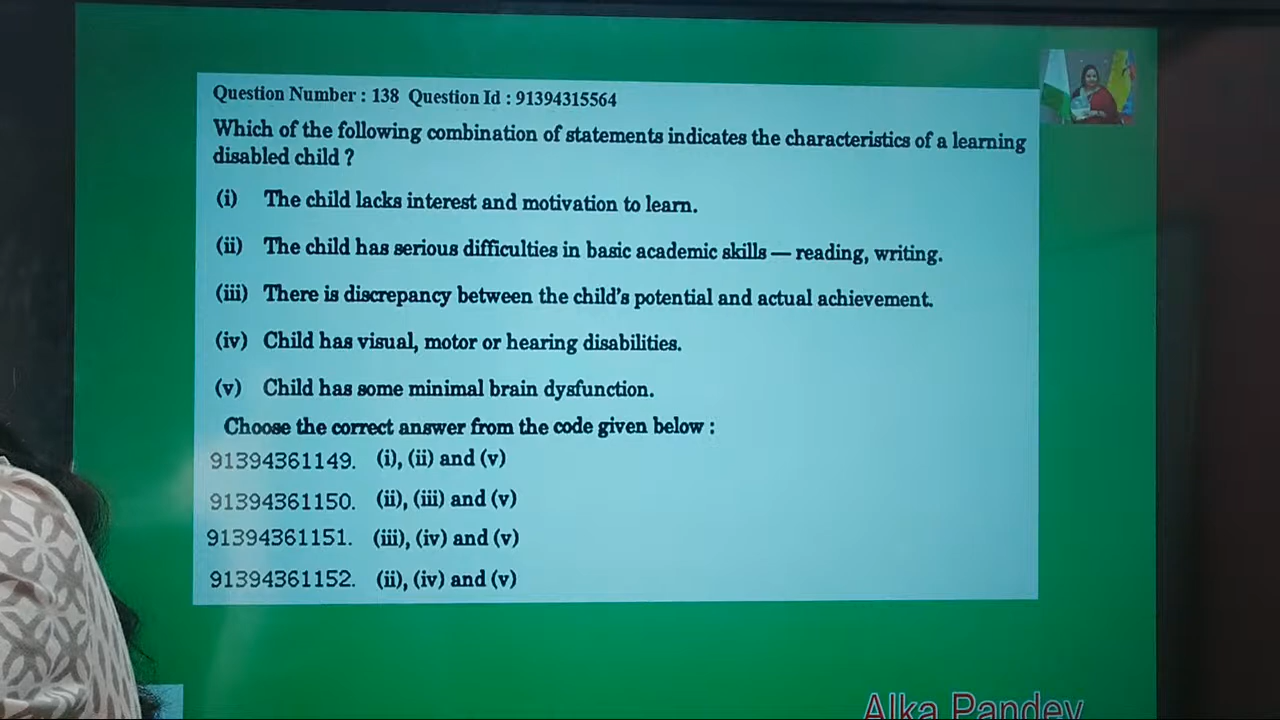 Question Number : 138 Question Id : 91394315564
Which of the following combination of statements indicates the characteristics of a learning
disabled child ?
(i) The child lacks interest and motivation to learn.
(ii) The child has serious difficulties in basic academic skills — reading, writing.
(iii) There is discrepancy between the child's potential and actual achievement.
(iv) Child has visual, motor or hearing disabilities.
(v) Child has some minimal brain dysfunction.
Choose the correct answer from the code given below :
91394361149. (i), (ii) and (v)
91394361150. (ii), (iii) and (v)
91394361151. (iii), (iv) and (v)
91394361152. (ii), (iv) and (v)
Alka Pandey